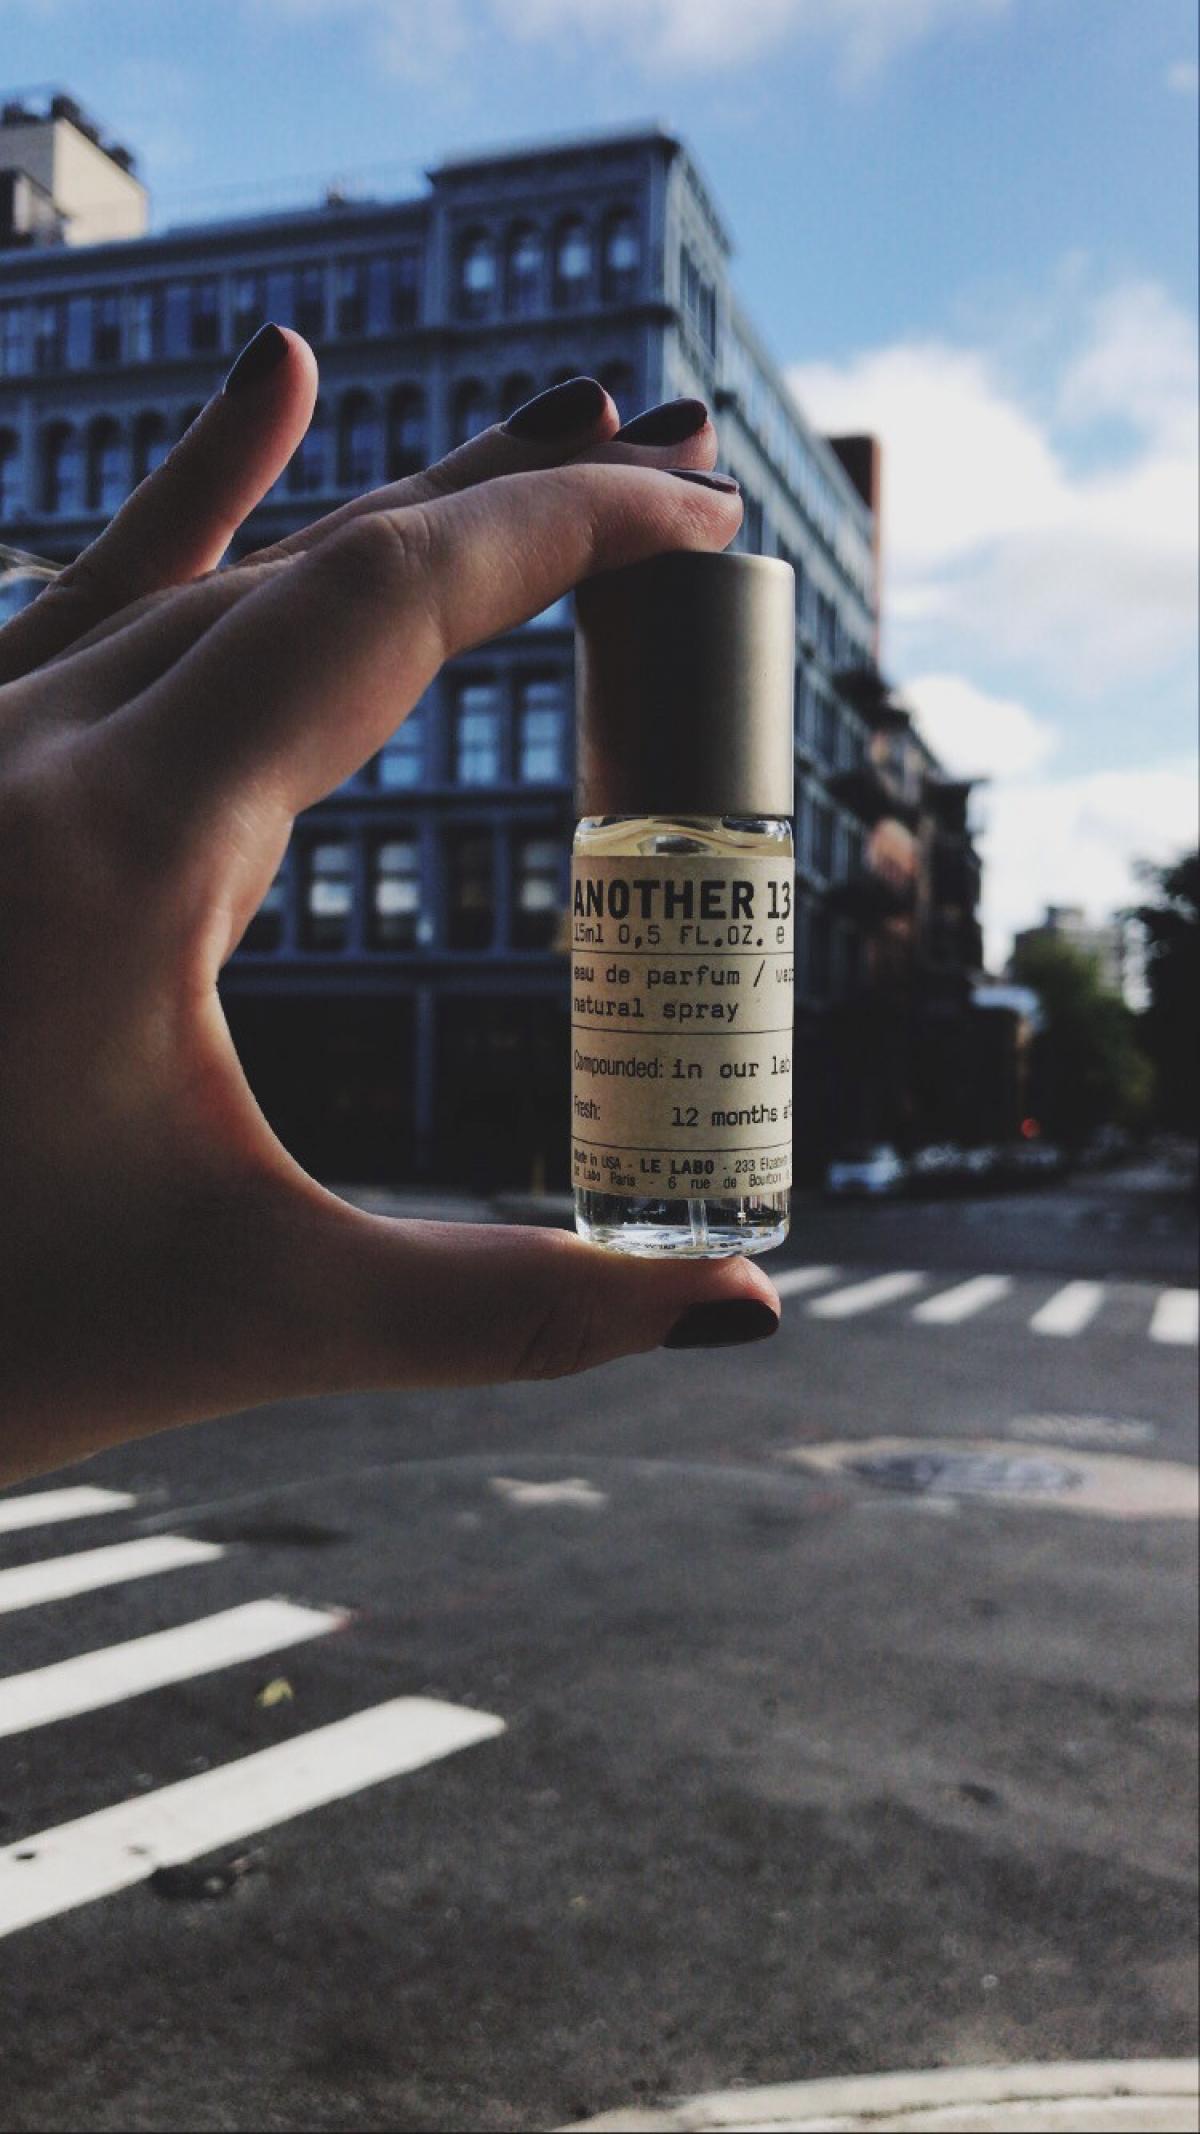 ANOTHER 13
15ml 0,5 FL.OZ. e
eau de parfum /
natural spray
Compounded: in our lab
Fresh: 12 months
Made in USA - LE LABO - 233 Elizabeth
Labo Paris - 6 rue de Bourbon